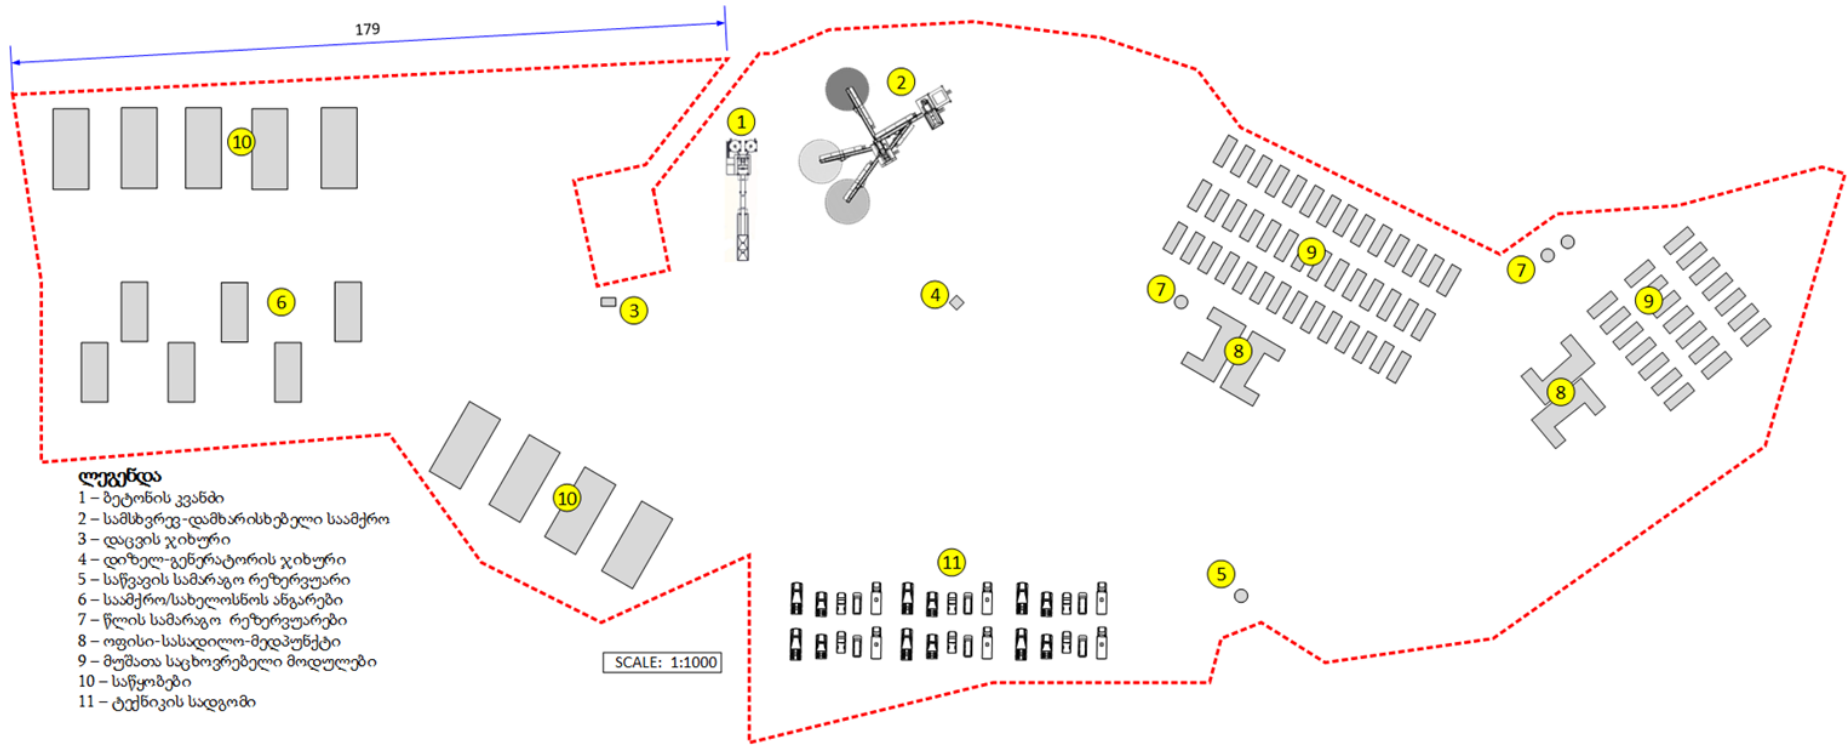 179
2
1
10
9
7
6
4
7
9
3
8
8
10
ლეგენდა
1 – ბეტონის კვანძი
2 – სამსხვრევ-დამხარისხებელი საამქრო
3 – დაცვის ჯიხური
4 – დიზელ-გენერატორის ჯიხური
5 – საწვავის სამარაგო რეზერვუარი
6 – საამქრო/სახელოსნოს ანგარები
7 – წლის სამარაგო რეზერვუარები
8 – ოფისი-სასადილო-მედპუნქტი
9 – მუშათა საცხოვრებელი მოდულები
10 – საწყობები
11 – ტექნიკის სადგომი
11
5
SCALE: 1:1000